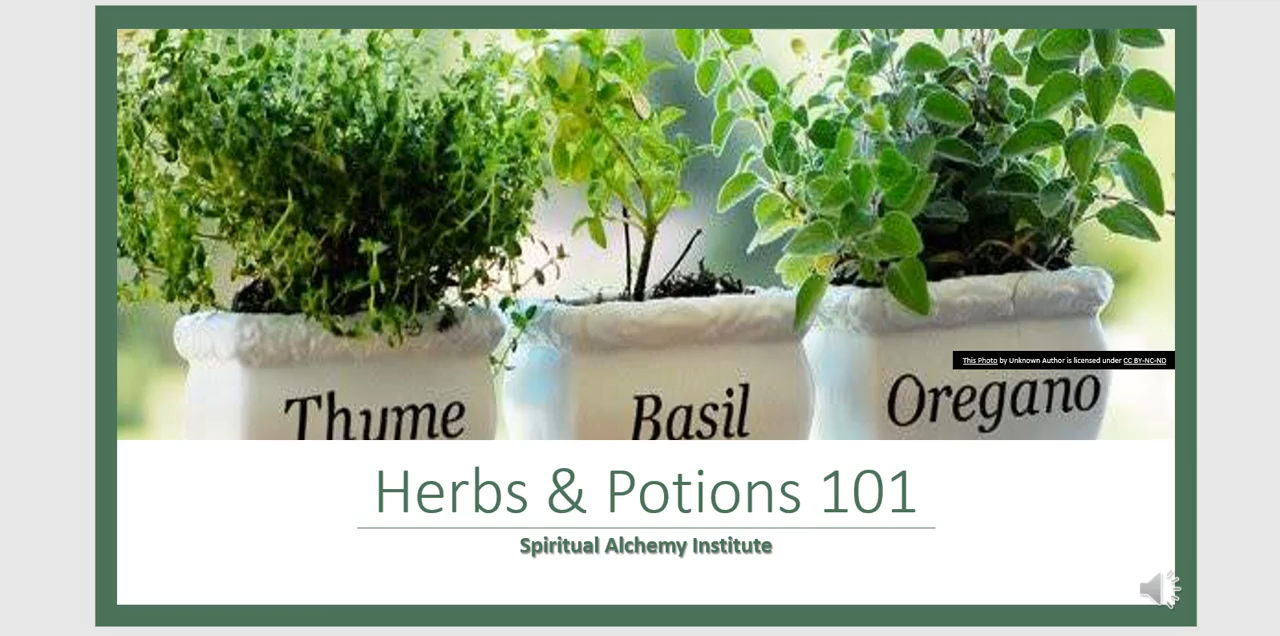 Thyme
Basil
Oregano
This Photo by Unknown Author is licensed under CC BY-NC-ND
Herbs & Potions 101
Spiritual Alchemy Institute